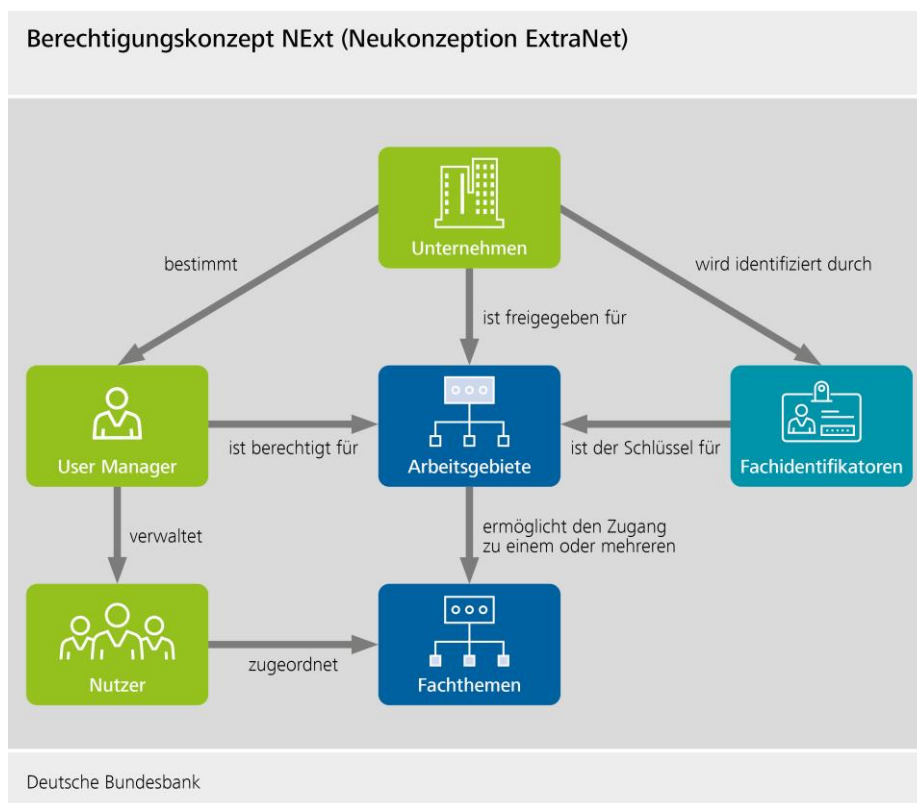 Berechtigungskonzept NExt (Neukonzeption ExtraNet)
Unternehmen
bestimmt
wird identifiziert durch
ist freigegeben für
User Manager
ist berechtigt für
Arbeitsgebiete
ist der Schlüssel für
Fachidentifikatoren
verwaltet
ermöglicht den Zugang
zu einem oder mehreren
Nutzer
zugeordnet
Fachthemen
Deutsche Bundesbank